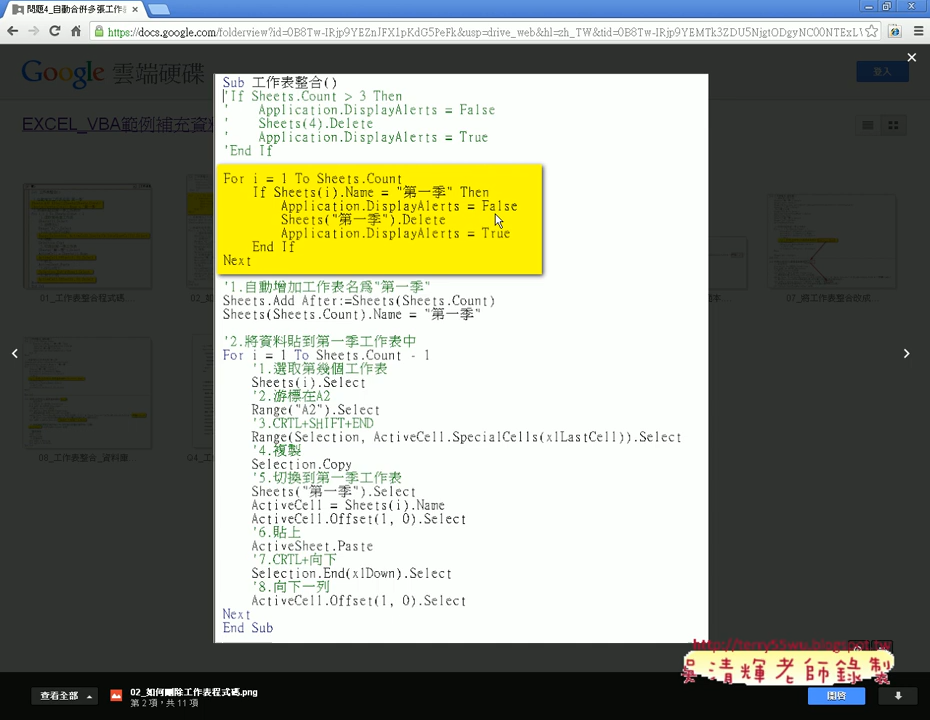 問題4_自動合併多張工作
https://docs.google.com/folderview?id=0B8Tw-IRjp9YEZnJFX1pKdG5PeFk&usp=drive_web&hl=zh_TW&tid=0B8Tw-IRjp9YEMTk3ZDU5NjgtODgyNC00NTExLW
Google 雲端硬碟
登入
EXCEL_VBA範例補充資料
Sub 工作表整合()
'If Sheets.Count > 3 Then
'    Application.DisplayAlerts = False
'    Sheets(4).Delete
'    Application.DisplayAlerts = True
'End If
For i = 1 To Sheets.Count
    If Sheets(i).Name = "第一季" Then
        Application.DisplayAlerts = False
        Sheets("第一季").Delete
        Application.DisplayAlerts = True
    End If
Next
'1.自動增加工作表名為"第一季"
Sheets.Add After:=Sheets(Sheets.Count)
Sheets(Sheets.Count).Name = "第一季"
'2.將資料貼到第一季工作表中
For i = 1 To Sheets.Count - 1
    '1.選取第幾個工作表
    Sheets(i).Select
    '2.游標在A2
    Range("A2").Select
    '3.CRTL+SHIFT+END
    Range(Selection, ActiveCell.SpecialCells(xlLastCell)).Select
    '4.複製
    Selection.Copy
    '5.切換到第一季工作表
    Sheets("第一季").Select
    ActiveCell = Sheets(i).Name
    ActiveCell.Offset(1, 0).Select
    '6.貼上
    ActiveSheet.Paste
    '7.CRTL+向下
    Selection.End(xlDown).Select
    '8.向下一列
    ActiveCell.Offset(1, 0).Select
Next
End Sub
01_工作表整合程式碼
07_將工作表整合改成
吳清輝老師錄製
查看全部
02_如何刪除工作表程式碼.png
第 2 項，共 11 項
開啟